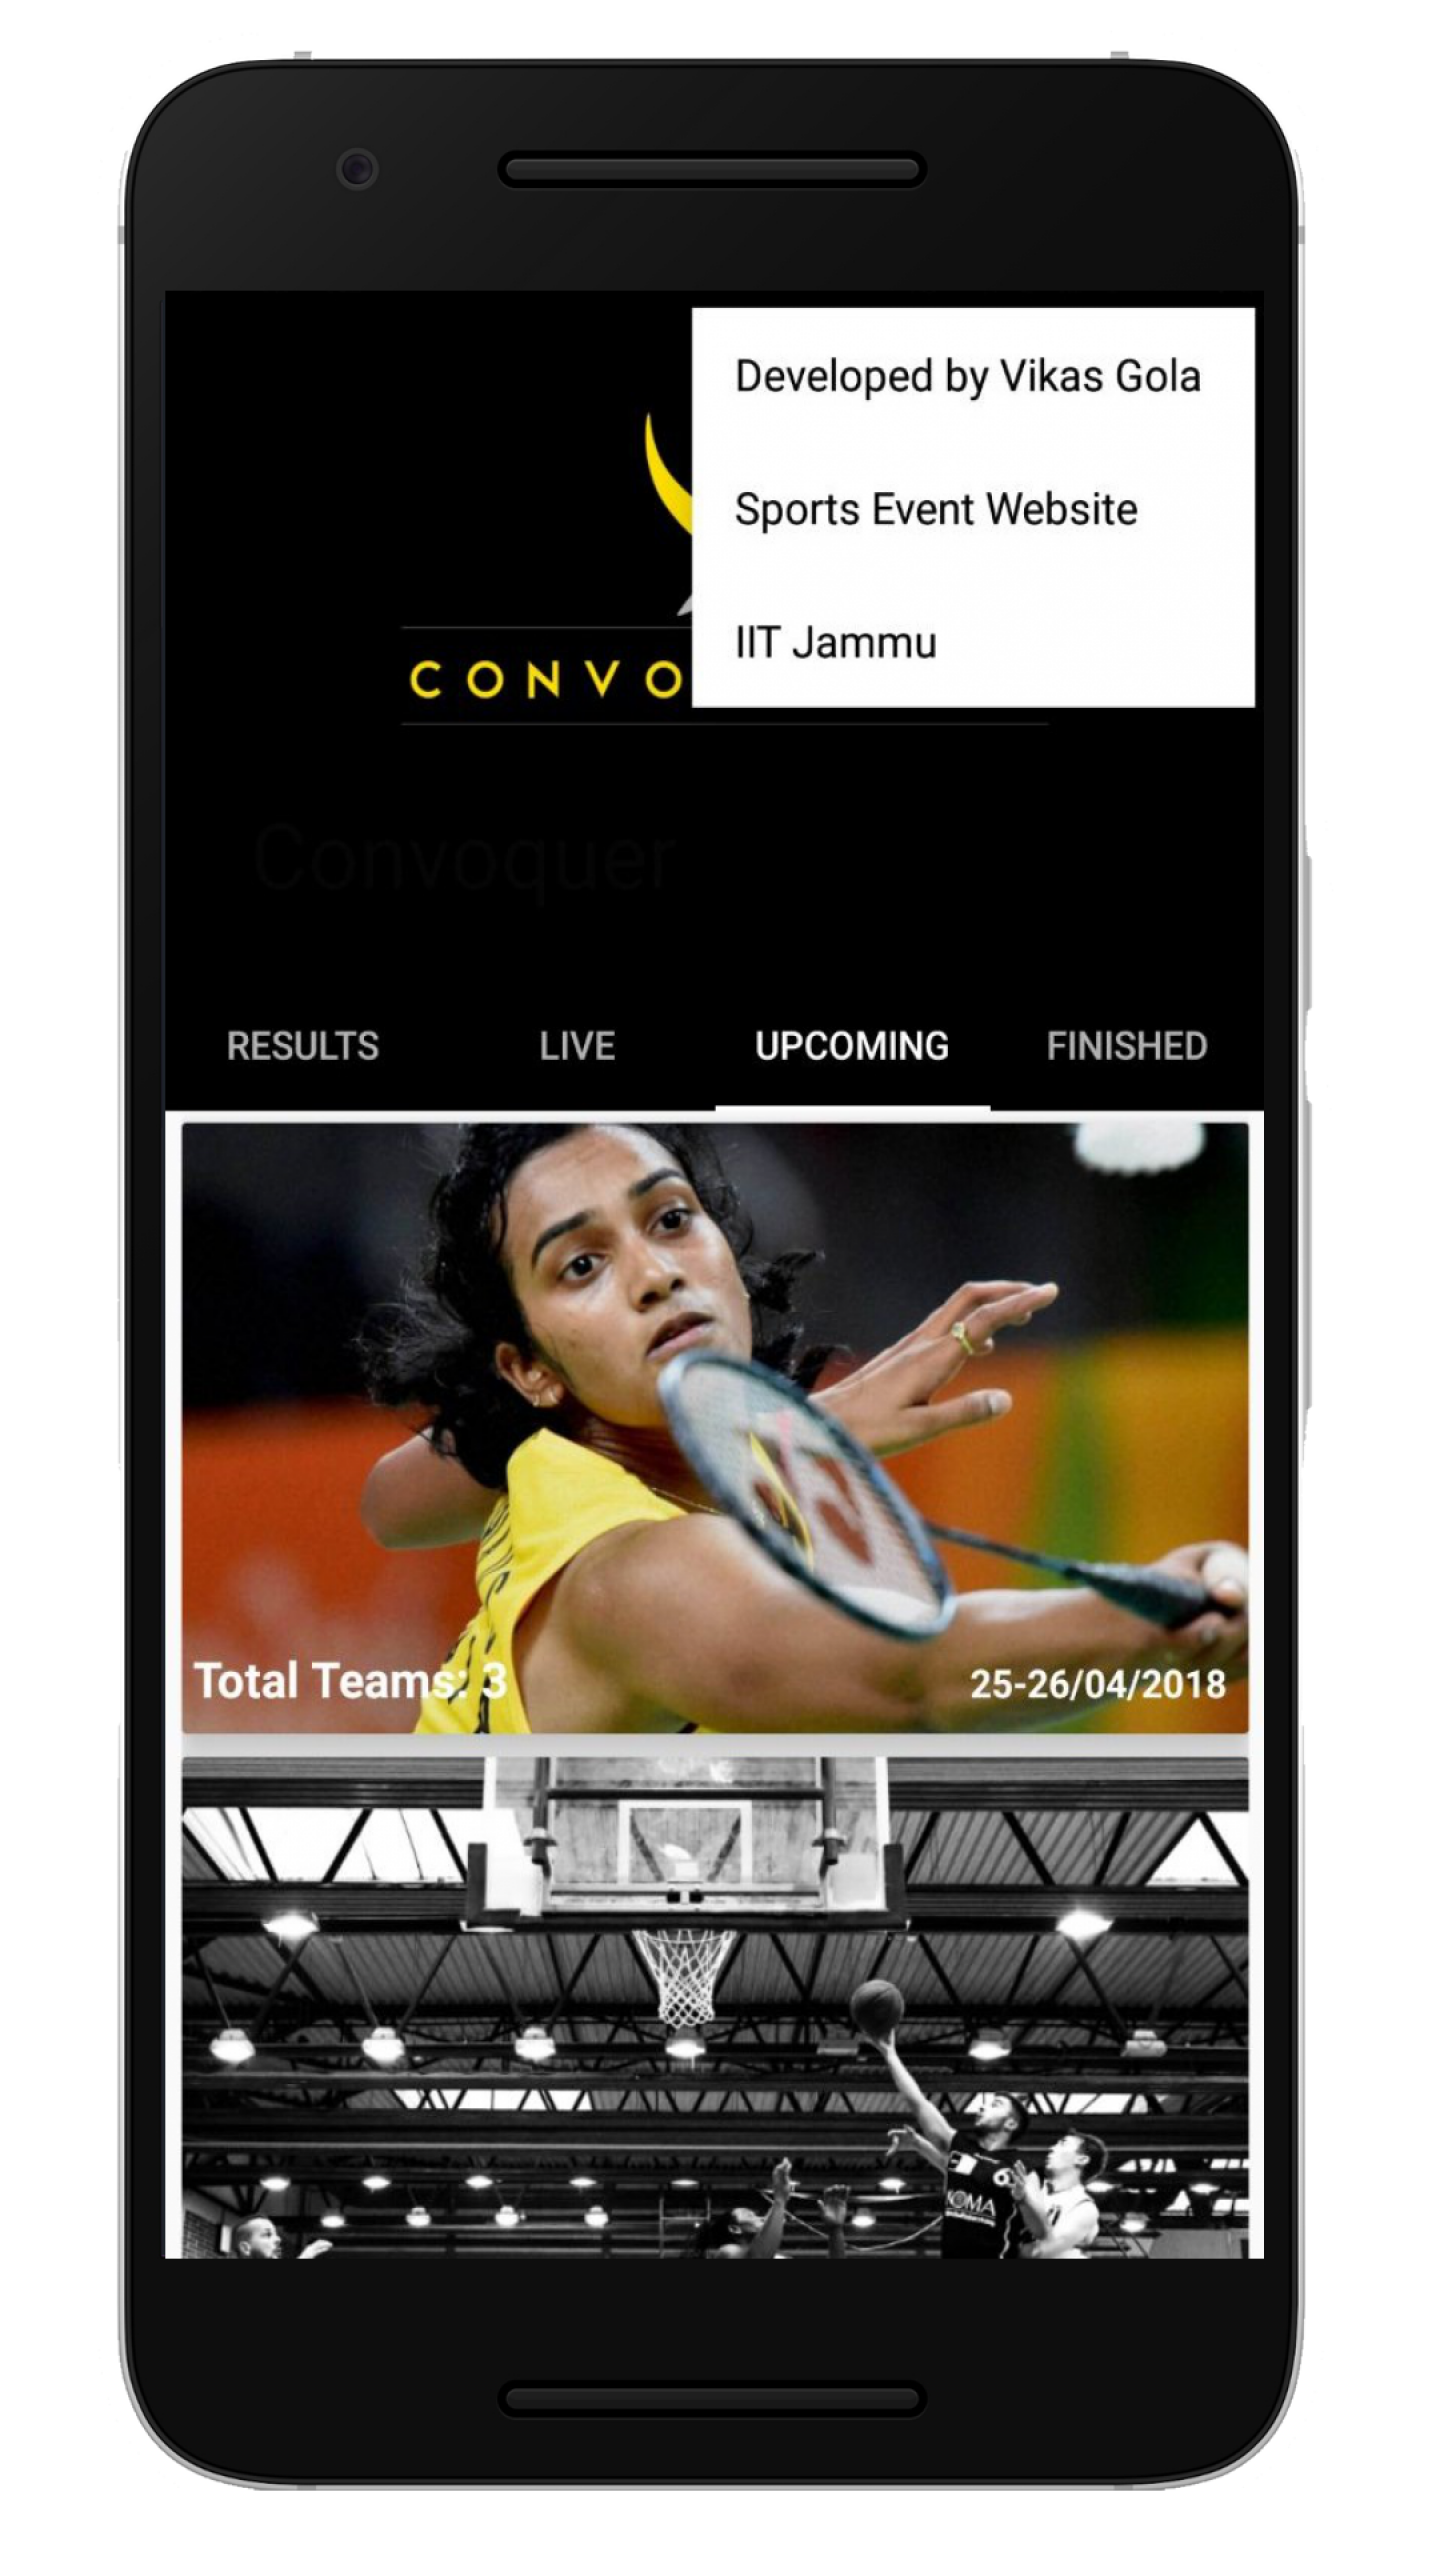 Developed by Vikas Gola
Sports Event Website
IIT Jammu
CONVO
Convoquer
RESULTS LIVE UPCOMING FINISHED
Total Teams: 3 25-26/04/2018
6